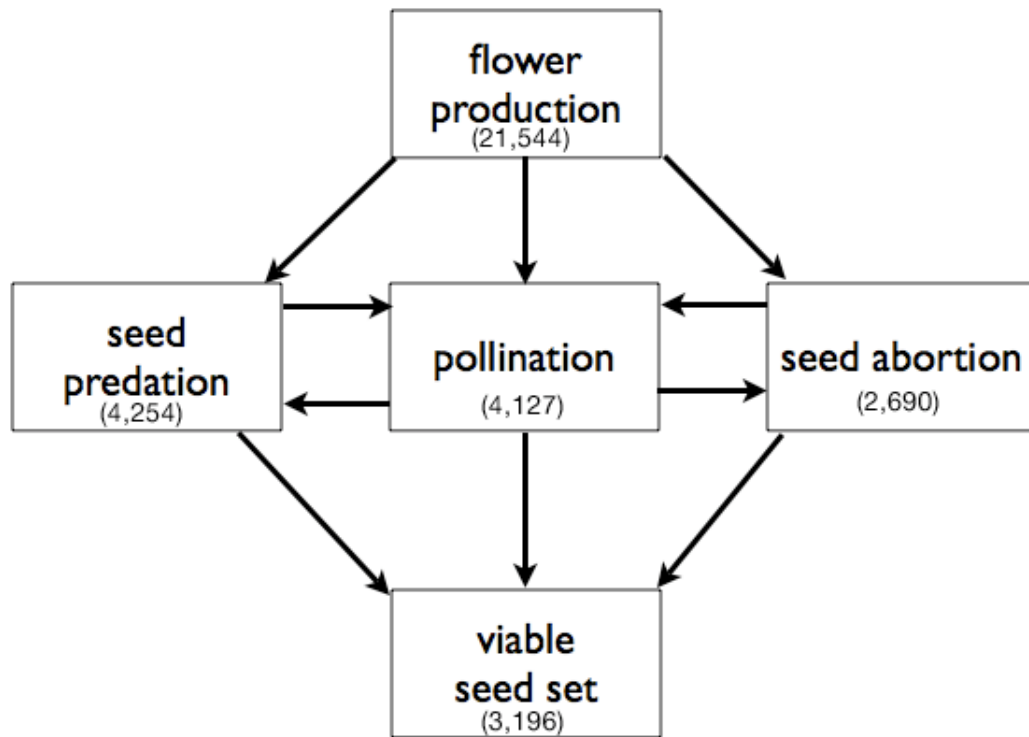 flower
production
(21,544)
seed
predation
(4,254)
pollination
(4,127)
seed abortion
(2,690)
viable
seed set
(3,196)